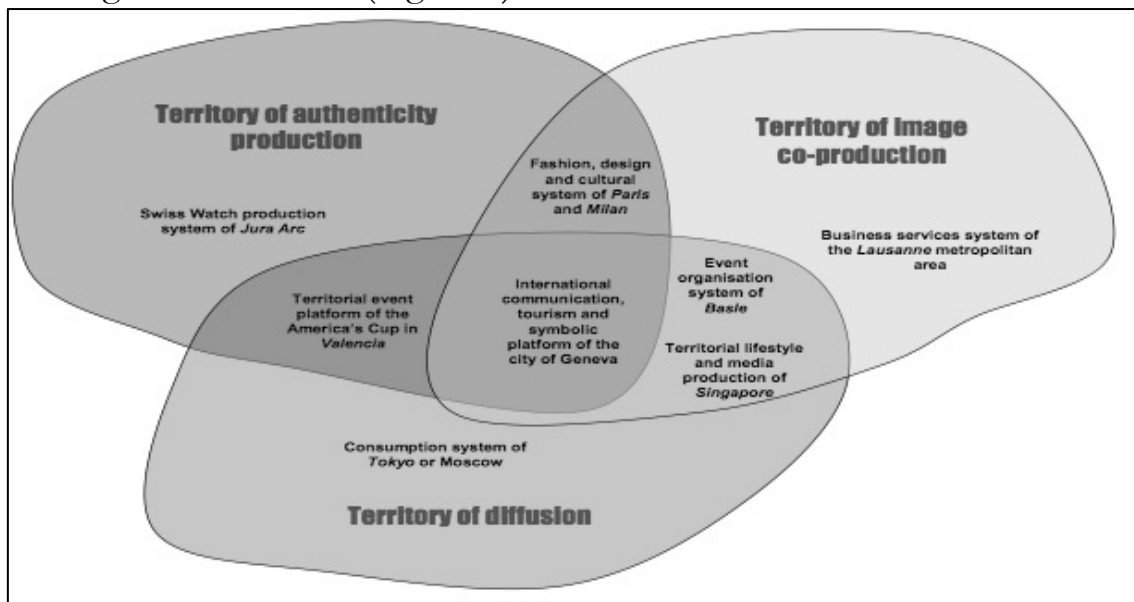 Territory of authenticity
production
Swiss Watch production
system of Jura Arc
Fashion, design
and cultural
system of Paris
and Milan
Territory of image
co-production
Business services system of
the Lausanne metropolitan
area
Territorial event
platform of the
America's Cup in
Valencia
International
communication,
tourism and
symbolic
platform of the
city of Geneva
Event
organisation
system of
Basle
Territorial lifestyle
and media
production of
Singapore
Consumption system of
Tokyo or Moscow
Territory of diffusion